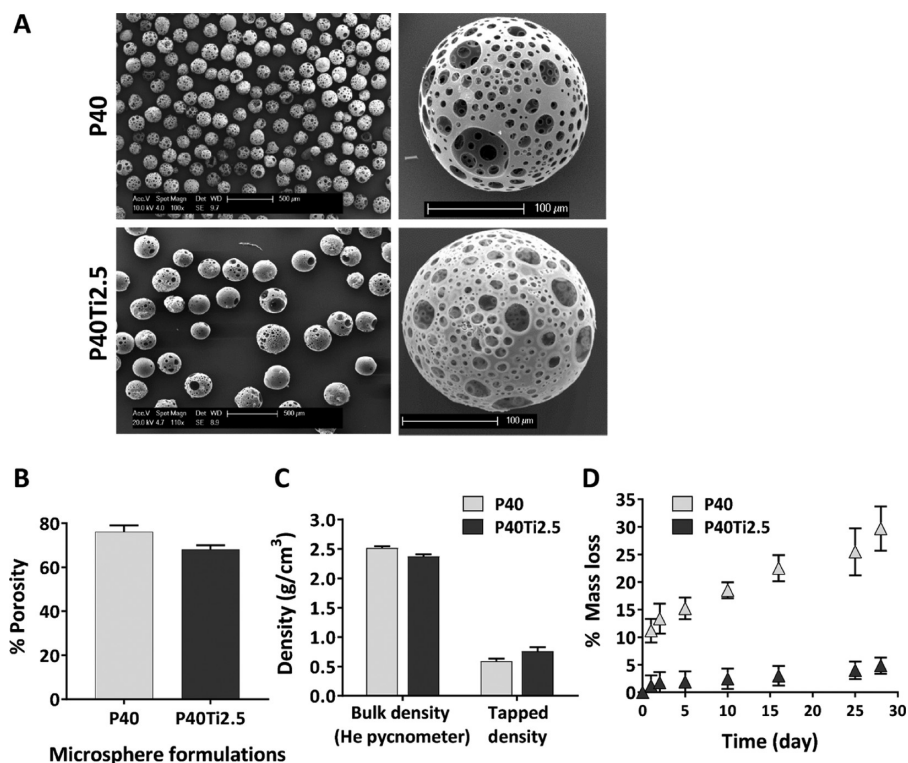 A
P40
Acc.V Spot Magn Det WD
10.0 kV 4.0 100x SE 9.7
500 µm
100 µm
P40Ti2.5
Acc.V Spot Magn Det WD
20.0 kV 4.7 110x SE 8.9
500 µm
100 µm
B
% Porosity
80
60
40
20
0
P40 P40Ti2.5
Microsphere formulations
C
P40
P40Ti2.5
Density (g/cm³)
3.0
2.5
2.0
1.5
1.0
0.5
0.0
Bulk density
(He pycnometer)
Tapped
density
D
P40
P40Ti2.5
% Mass loss
35
30
25
20
15
10
5
0
0 5 10 15 20 25 30
Time (day)